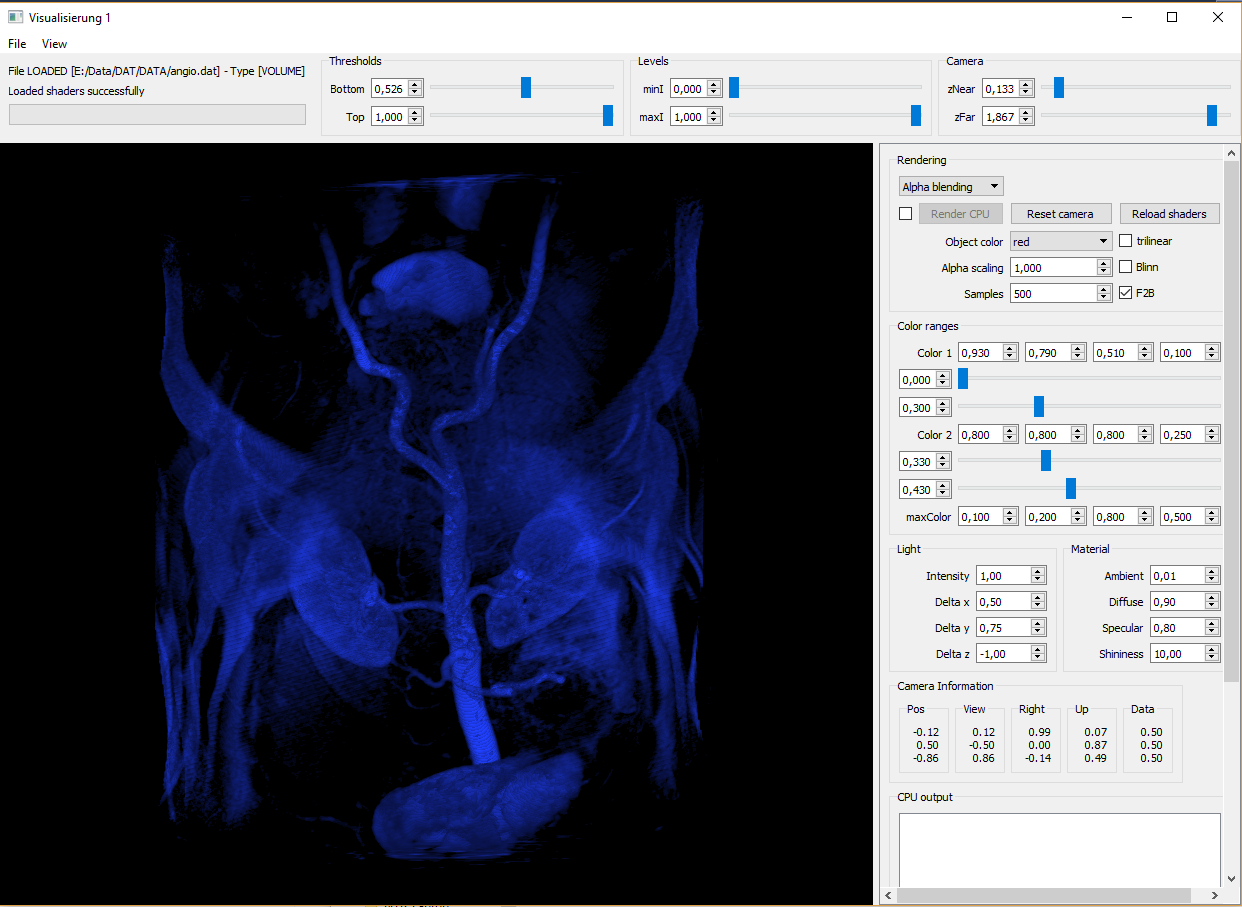 Visualisierung 1
File View
File LOADED [E:/Data/DAT/DATA/angio.dat] - Type [VOLUME]
Loaded shaders successfully
Thresholds
Bottom 0,526
Top 1,000
Levels
minI 0,000
maxI 1,000
Camera
zNear 0,133
zFar 1,867
Rendering
Alpha blending
Render CPU Reset camera Reload shaders
Object color red trilinear
Alpha scaling 1,000 Blinn
Samples 500 F2B
Color ranges
Color 1 0,930 0,790 0,510 0,100
0,000
0,300
Color 2 0,800 0,800 0,800 0,250
0,330
0,430
maxColor 0,100 0,200 0,800 0,500
Light
Intensity 1,00
Delta x 0,50
Delta y 0,75
Delta z -1,00
Material
Ambient 0,01
Diffuse 0,90
Specular 0,80
Shininess 10,00
Camera Information
Pos View Right Up Data
-0.12 0.12 0.99 0.07 0.50
0.50 -0.50 0.00 0.87 0.50
-0.86 0.86 -0.14 0.49 0.50
CPU output